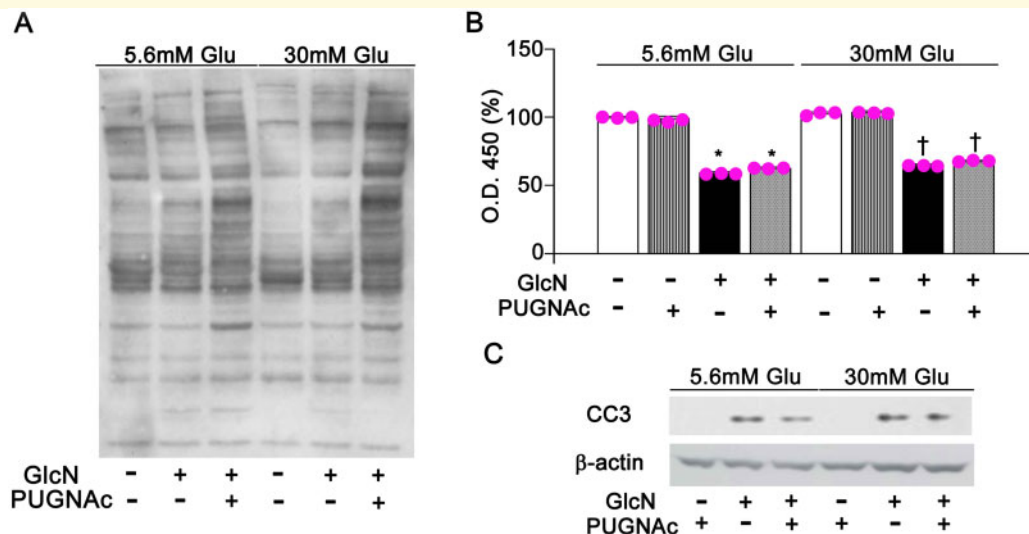 A
5.6mM Glu 30mM Glu
GlcN - + + - + +
PUGNAc - - + - - +
B
5.6mM Glu 30mM Glu
O.D. 450 (%)
150
100
50
0
* * † †
GlcN - - + + - - + +
PUGNAc - + - + - + - +
C
5.6mM Glu 30mM Glu
CC3
β-actin
GlcN - + + - + +
PUGNAc + - + + - +